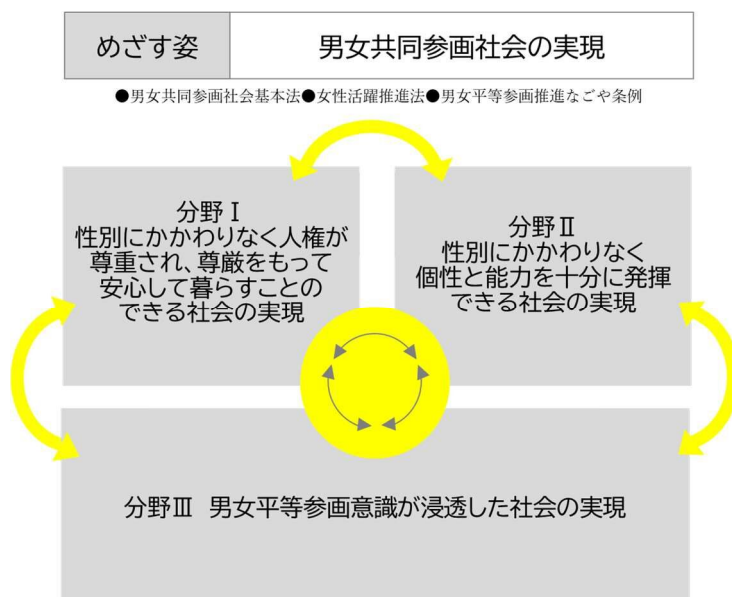 めざす姿
男女共同参画社会の実現
●男女共同参画社会基本法●女性活躍推進法●男女平等参画推進なごや条例
分野Ⅰ
性別にかかわりなく人権が
尊重され、尊厳をもって
安心して暮らすことの
できる社会の実現
分野Ⅱ
性別にかかわりなく
個性と能力を十分に発揮
できる社会の実現
分野Ⅲ 男女平等参画意識が浸透した社会の実現